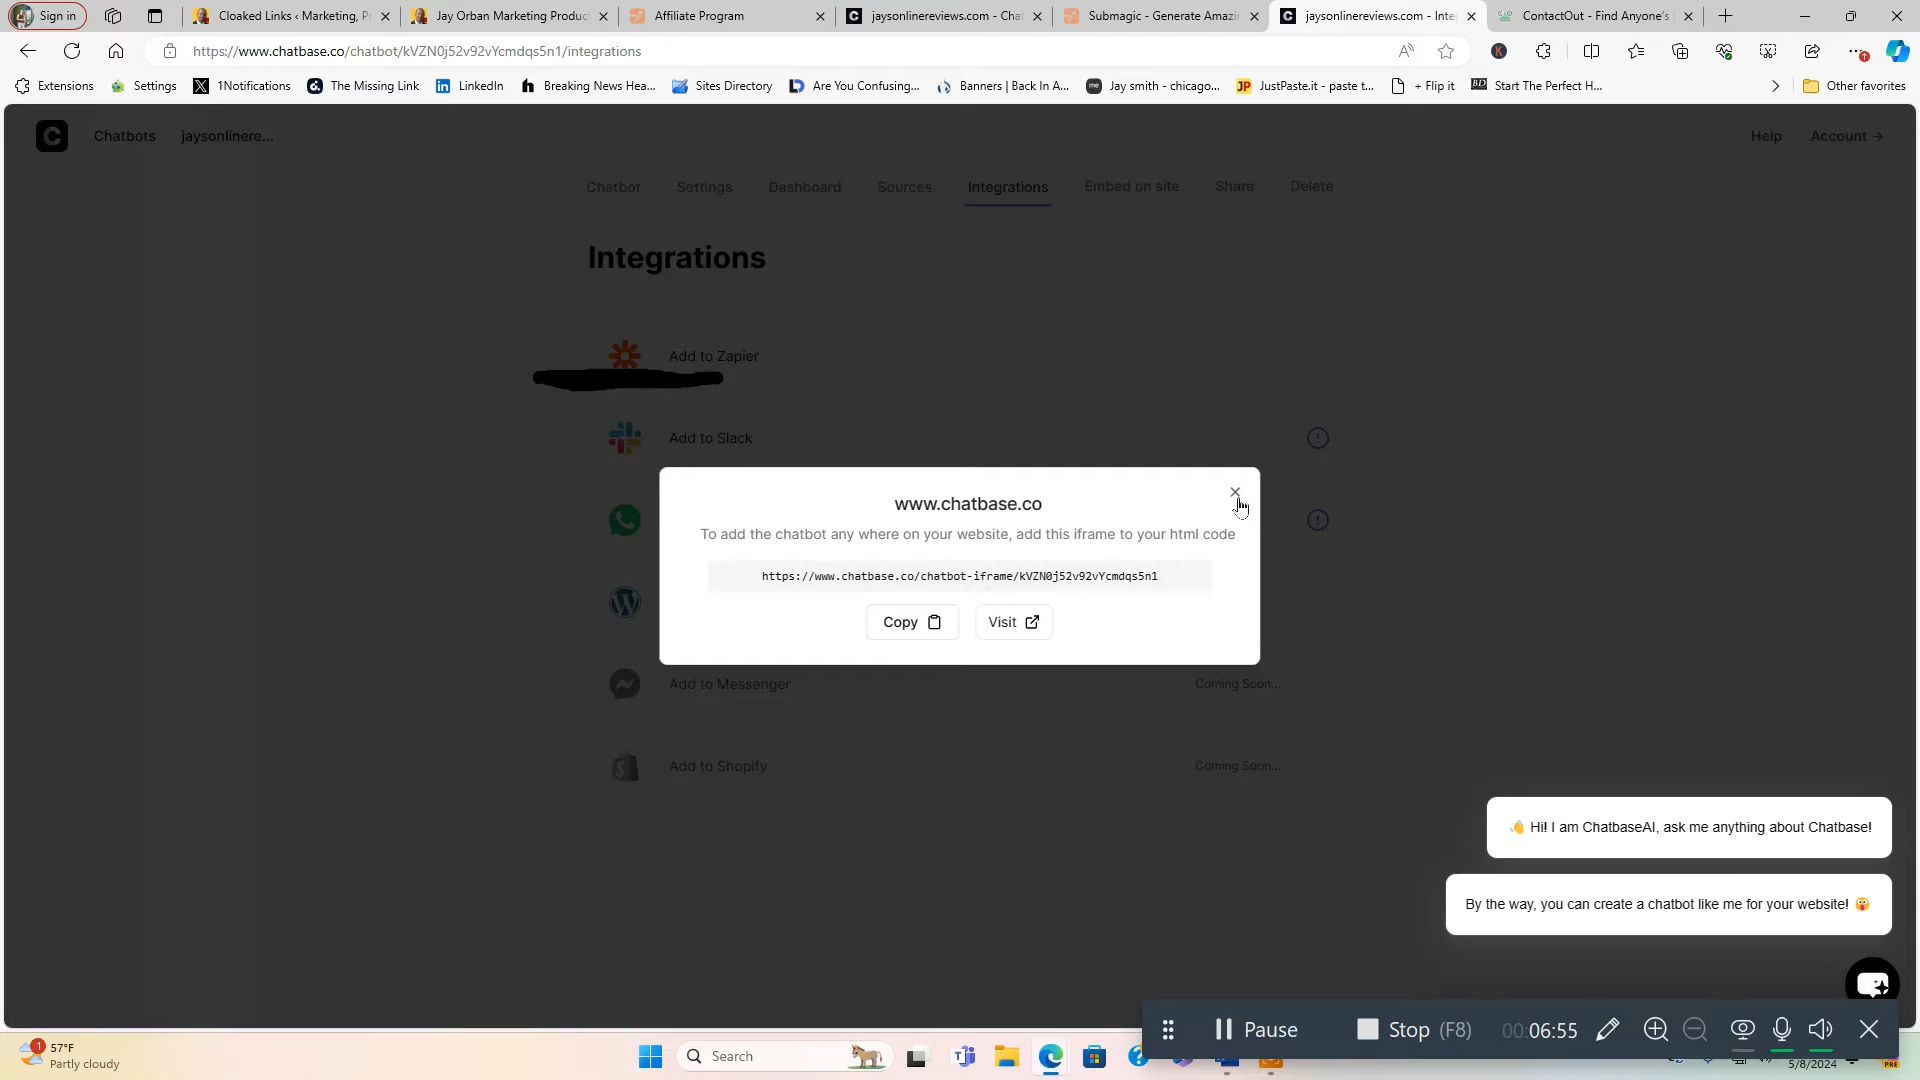 Sign in
Cloaked Links ‹ Marketing, P
Jay Orban Marketing Produc
Affiliate Program
jaysonlinereviews.com - Cha
Submagic - Generate Amazi
jaysonlinereviews.com - Inte
ContactOut - Find Anyone's
https://www.chatbase.co/chatbot/kVZN0j52v92vYcmdqs5n1/integrations
Extensions
Settings
1Notifications
The Missing Link
LinkedIn
Breaking News Hea...
Sites Directory
Are You Confusing...
Banners | Back In A...
Jay smith - chicago...
JustPaste.it - paste t...
+ Flip it
Start The Perfect H...
Other favorites
Chatbots
jaysonlinere...
Help
Account →
Chatbot
Settings
Dashboard
Sources
Integrations
Embed on site
Share
Delete
Integrations
Add to Zapier
Add to Slack
www.chatbase.co
To add the chatbot any where on your website, add this iframe to your html code
https://www.chatbase.co/chatbot-iframe/kVZN0j52v92vYcmdqs5n1
Copy
Visit
Add to Messenger
Coming Soon...
Add to Shopify
Coming Soon...
👋 Hi! I am ChatbaseAI, ask me anything about Chatbase!
By the way, you can create a chatbot like me for your website! 😲
Pause
Stop (F8)
00:06:55
1
57°F
Partly cloudy
Search
5/8/2024
PRE